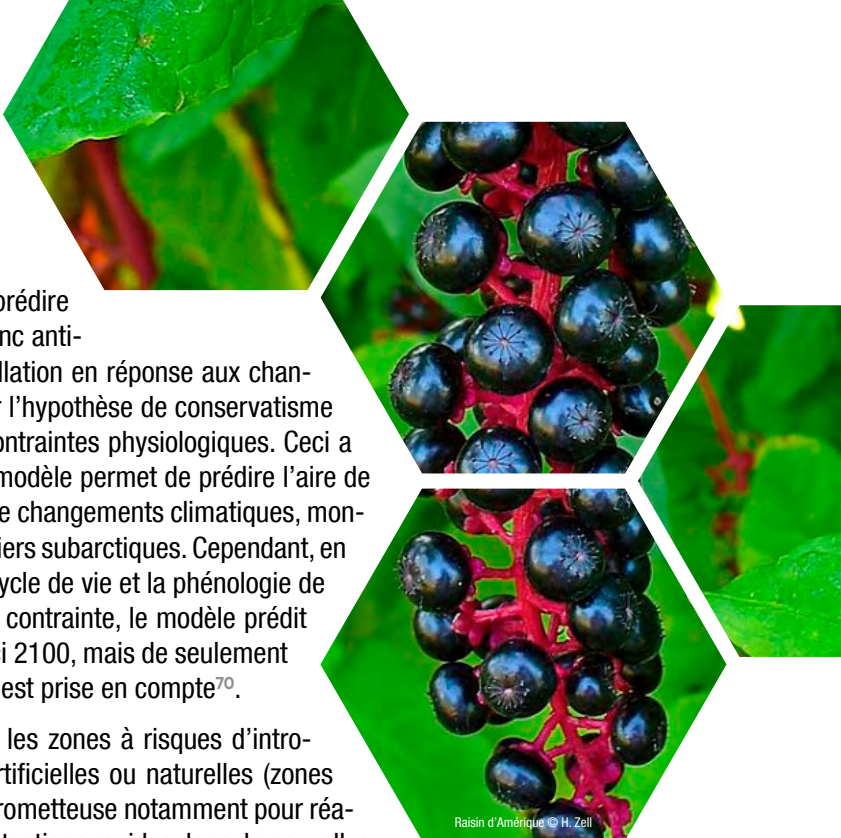 prédire
nc anti-
llation en réponse aux chan-
r l’hypothèse de conservatisme
ontraintes physiologiques. Ceci a
modèle permet de prédire l’aire de
e changements climatiques, mon-
iers subarctiques. Cependant, en
ycle de vie et la phénologie de
contrainte, le modèle prédit
i 2100, mais de seulement
est prise en compte⁷⁰.
les zones à risques d’intro-
rtificielles ou naturelles (zones
rometteuse notamment pour réa-
Raisin d’Amérique © H. Zell